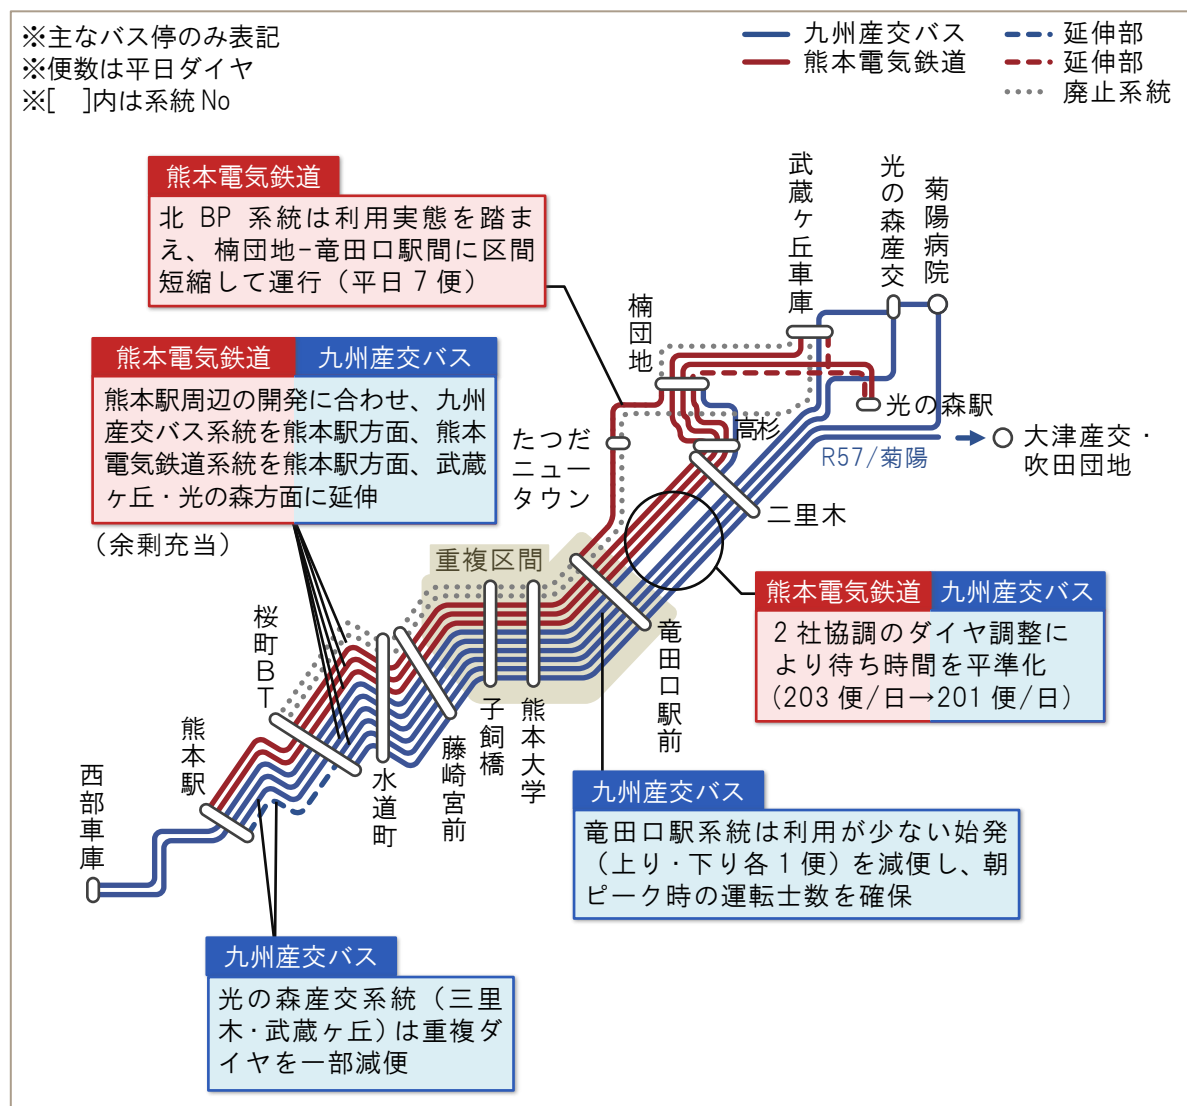 ※主なバス停のみ表記
※便数は平日ダイヤ
※[　]内は系統No
九州産交バス
延伸部
熊本電気鉄道
延伸部
廃止系統
熊本電気鉄道
北 BP 系統は利用実態を踏ま
え、楠団地-竜田口駅間に区間
短縮して運行（平日7便）
武蔵ヶ丘車庫
光の森産交
菊陽病院
楠団地
熊本電気鉄道
九州産交バス
熊本駅周辺の開発に合わせ、九州
産交バス系統を熊本駅方面、熊本
電気鉄道系統を熊本駅方面、武蔵
ヶ丘・光の森方面に延伸
（余剰充当）
光の森駅
高杉
たつだ
ニュー
タウン
R57/菊陽
大津産交・
吹田団地
二里木
重複区間
桜町BT
熊本駅
西部車庫
水道町
藤崎宮前
子飼橋
熊本大学
竜田口駅前
熊本電気鉄道
九州産交バス
2社協調のダイヤ調整に
より待ち時間を平準化
(203便/日→201便/日)
九州産交バス
竜田口駅系統は利用が少ない始発
（上り・下り各1便）を減便し、朝
ピーク時の運転士数を確保
九州産交バス
光の森産交系統（三里
木・武蔵ヶ丘）は重複ダ
イヤを一部減便